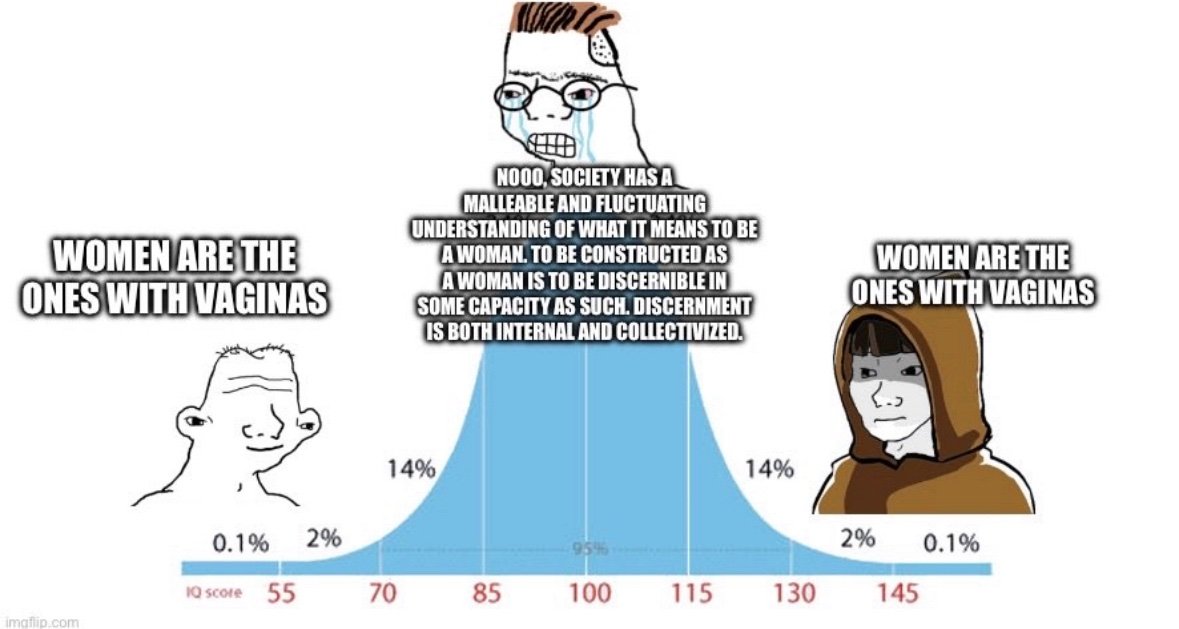 NOOO, SOCIETY HAS A
MALLEABLE AND FLUCTUATING
UNDERSTANDING OF WHAT IT MEANS TO BE
A WOMAN. TO BE CONSTRUCTED AS
A WOMAN IS TO BE DISCERNIBLE IN
SOME CAPACITY AS SUCH. DISCERNMENT
IS BOTH INTERNAL AND COLLECTIVIZED.
WOMEN ARE THE
ONES WITH VAGINAS
WOMEN ARE THE
ONES WITH VAGINAS
14%
14%
0.1%
2%
95%
2%
0.1%
IQ score 55 70 85 100 115 130 145
imgflip.com